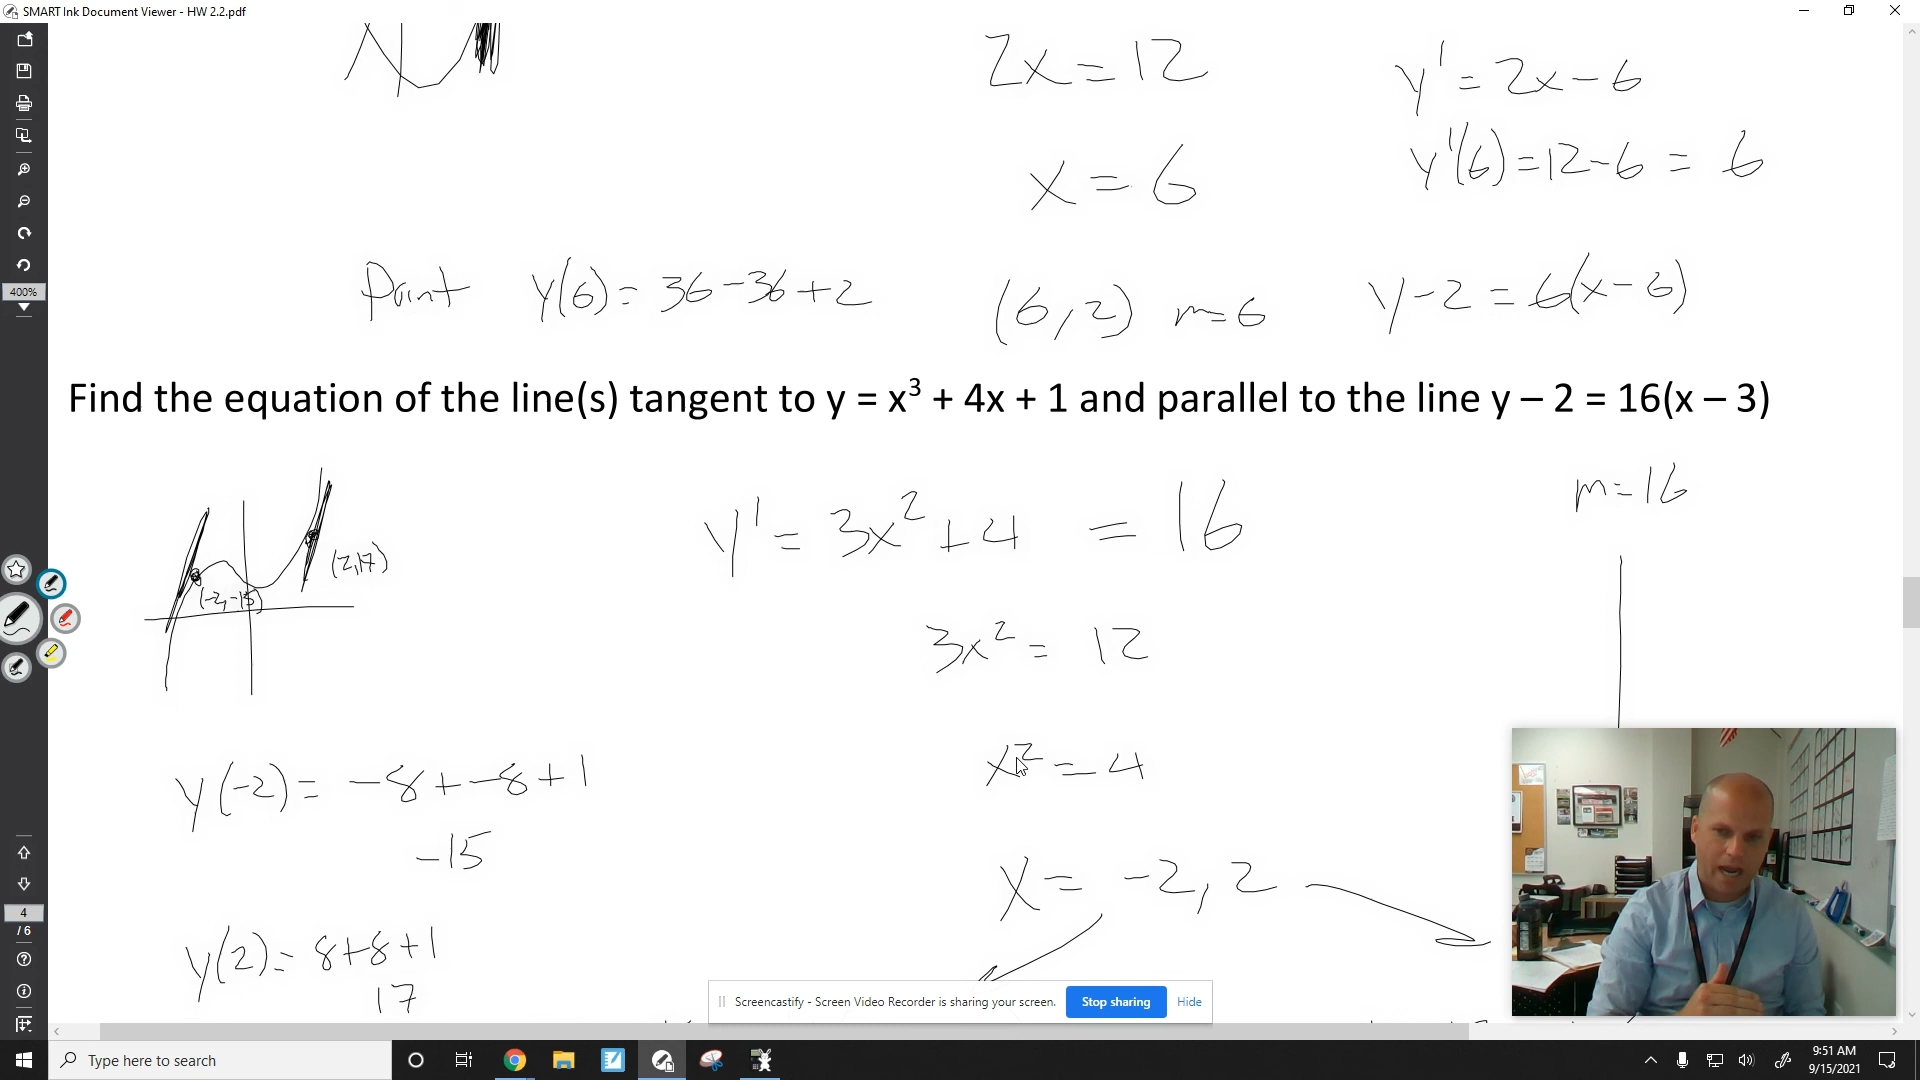 SMART Ink Document Viewer - HW 2.2.pdf
2x = 12
y' = 2x - 6
y'(6) = 12 - 6 = 6
x = 6
400%
Point y(6) = 36 - 36 + 2 (6, 2) m = 6 y - 2 = 6(x - 6)
Find the equation of the line(s) tangent to y = x³ + 4x + 1 and parallel to the line y – 2 = 16(x – 3)
m = 16
y' = 3x² + 4 = 16
(2, 17)
(-2, -15)
3x² = 12
x² = 4
y(-2) = -8 + -8 + 1
-15
x = -2, 2
4
/ 6
y(2) = 8 + 8 + 1
17
Screencastify - Screen Video Recorder is sharing your screen. Stop sharing Hide
Type here to search
9:51 AM
9/15/2021